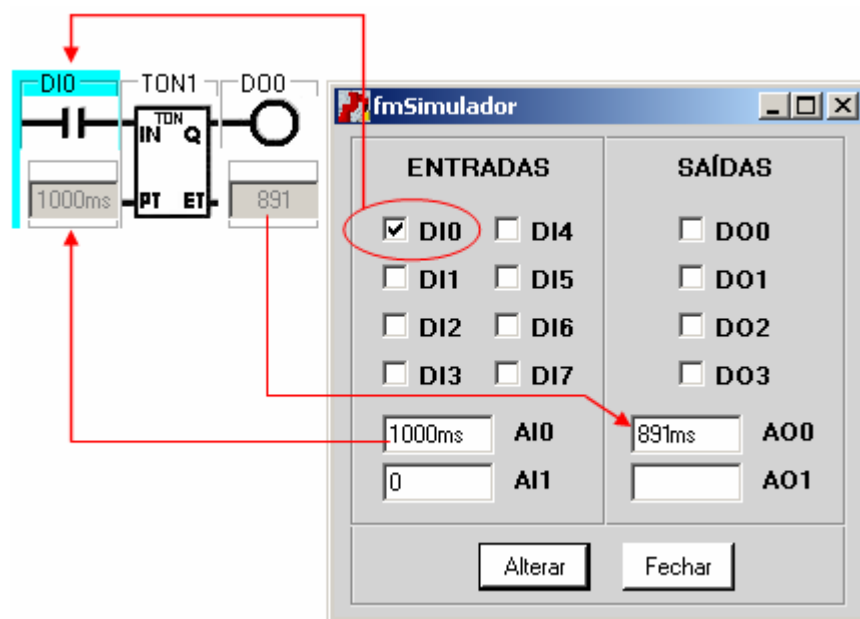 DI0 TON1 DO0
TON
IN Q
1000ms PT ET 891
fmSimulador
ENTRADAS SAÍDAS
DI0 DI4 DO0
DI1 DI5 DO1
DI2 DI6 DO2
DI3 DI7 DO3
1000ms AI0 891ms AO0
0 AI1 AO1
Alterar Fechar